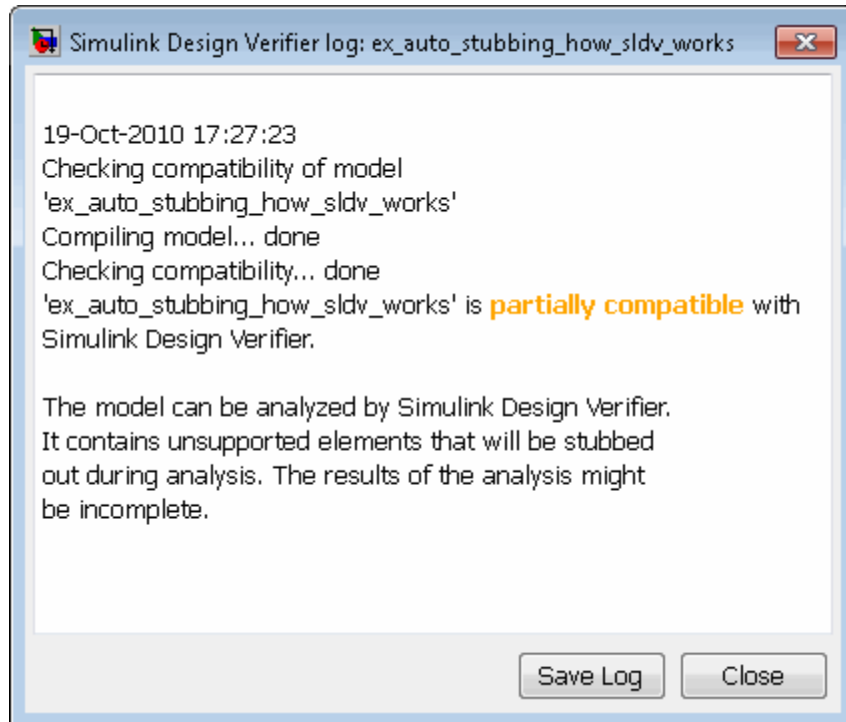 Simulink Design Verifier log: ex_auto_stubbing_how_sldv_works
19-Oct-2010 17:27:23
Checking compatibility of model
'ex_auto_stubbing_how_sldv_works'
Compiling model... done
Checking compatibility... done
'ex_auto_stubbing_how_sldv_works' is partially compatible with
Simulink Design Verifier.
The model can be analyzed by Simulink Design Verifier.
It contains unsupported elements that will be stubbed
out during analysis. The results of the analysis might
be incomplete.
Save Log Close